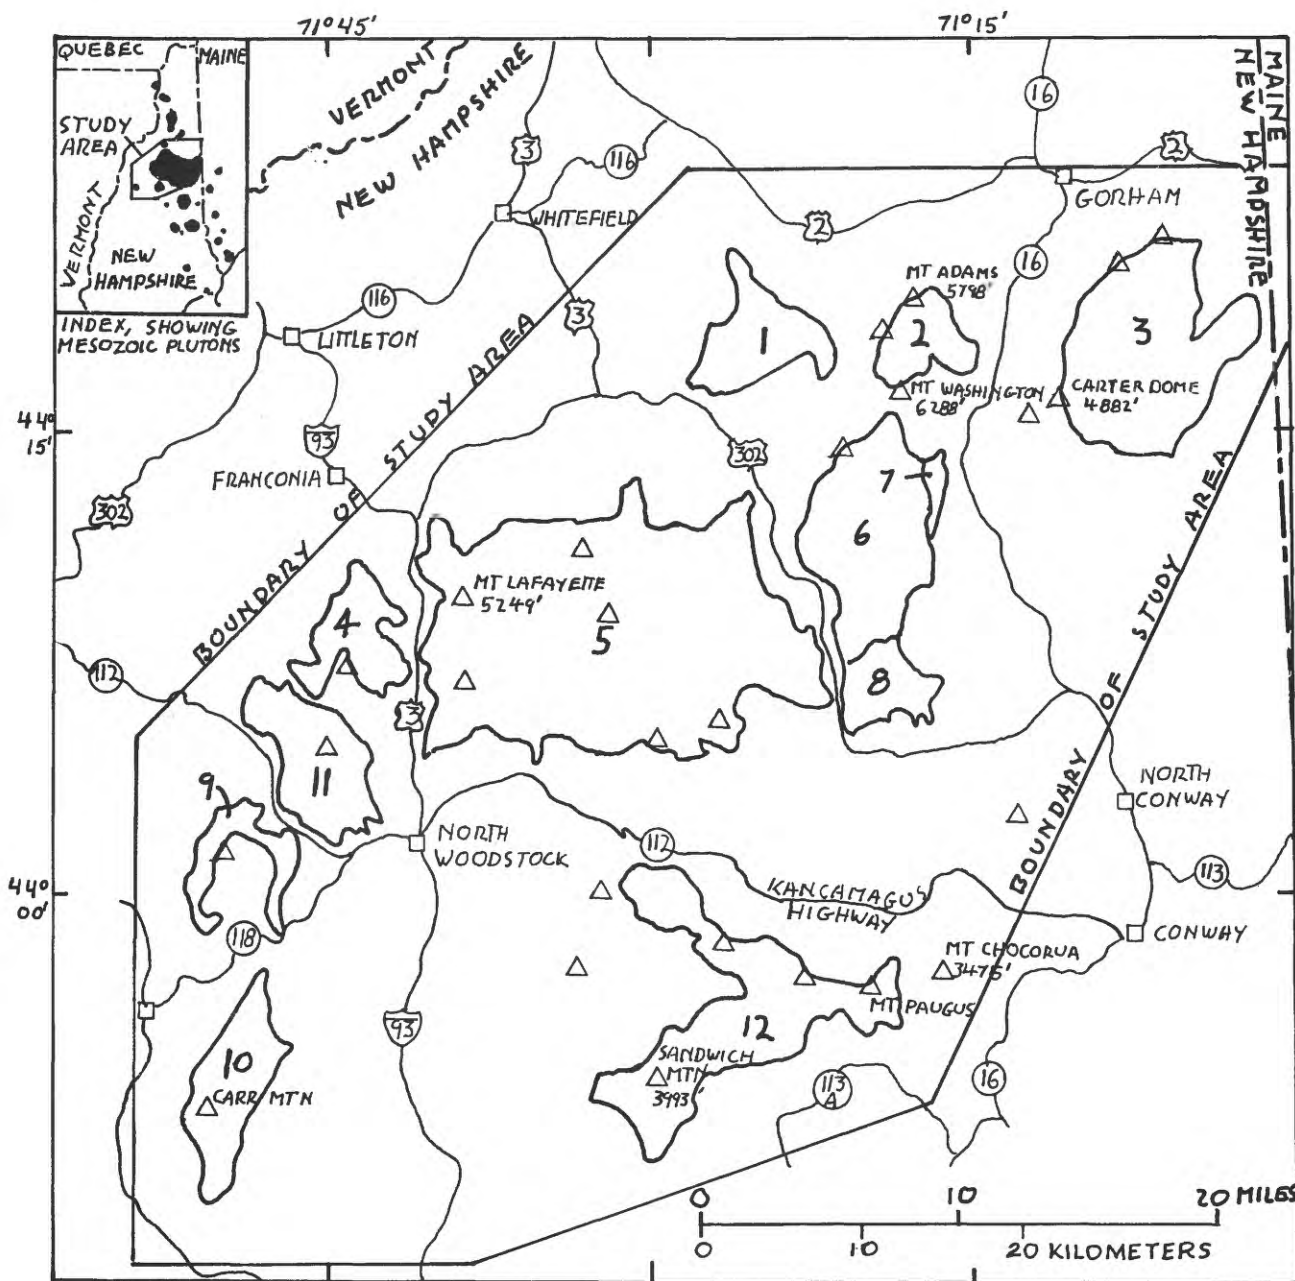 71°45'
71°15'
QUEBEC
MAINE
STUDY
AREA
VERMONT
NEW
HAMPSHIRE
INDEX, SHOWING
MESOZOIC PLUTONS
VERMONT
NEW HAMPSHIRE
MAINE
NEW HAMPSHIRE
16
3
116
2
WHITEFIELD
GORHAM
2
16
116
3
LITTLETON
MT ADAMS
5798'
1
2
3
MT WASHINGTON
6288'
CARTER DOME
4882'
44°
15'
93
FRANCONIA
302
302
BOUNDARY OF STUDY AREA
7
6
MT LAFAYETTE
5249'
4
5
112
8
3
BOUNDARY OF STUDY AREA
11
9
NORTH
CONWAY
NORTH
WOODSTOCK
112
113
44°
00'
KANCAMAGUS
HIGHWAY
CONWAY
118
MT CHOCORUA
3475'
MT PAUGUS
93
12
10
SANDWICH
MTN
3993'
CARR MTN
113
A
16
0
10
20 MILES
0
10
20 KILOMETERS